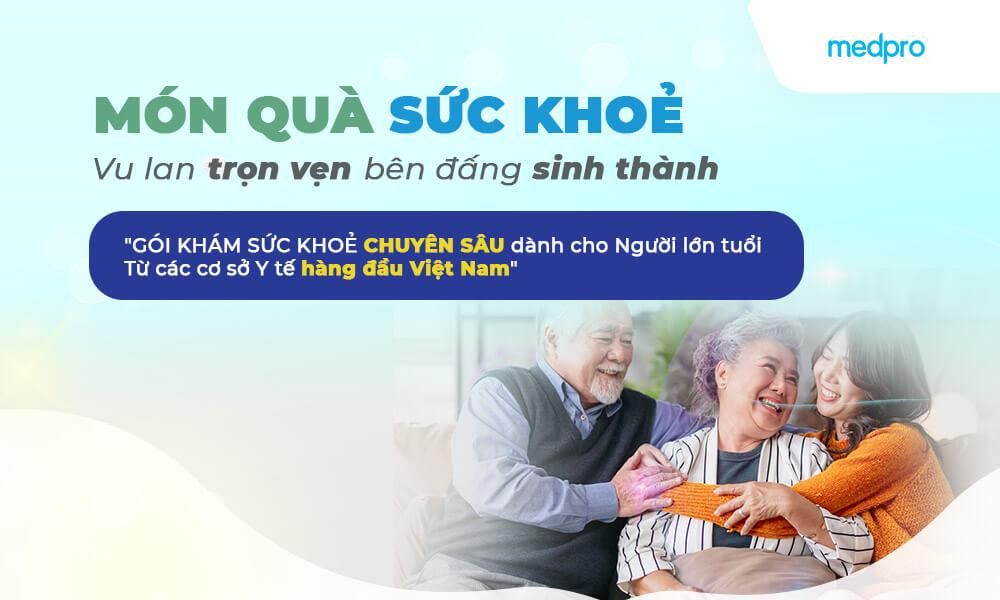 medpro
MÓN QUÀ SỨC KHOẺ
Vu lan trọn vẹn bên đấng sinh thành
"GÓI KHÁM SỨC KHOẺ CHUYÊN SÂU dành cho Người lớn tuổi
Từ các cơ sở Y tế hàng đầu Việt Nam"